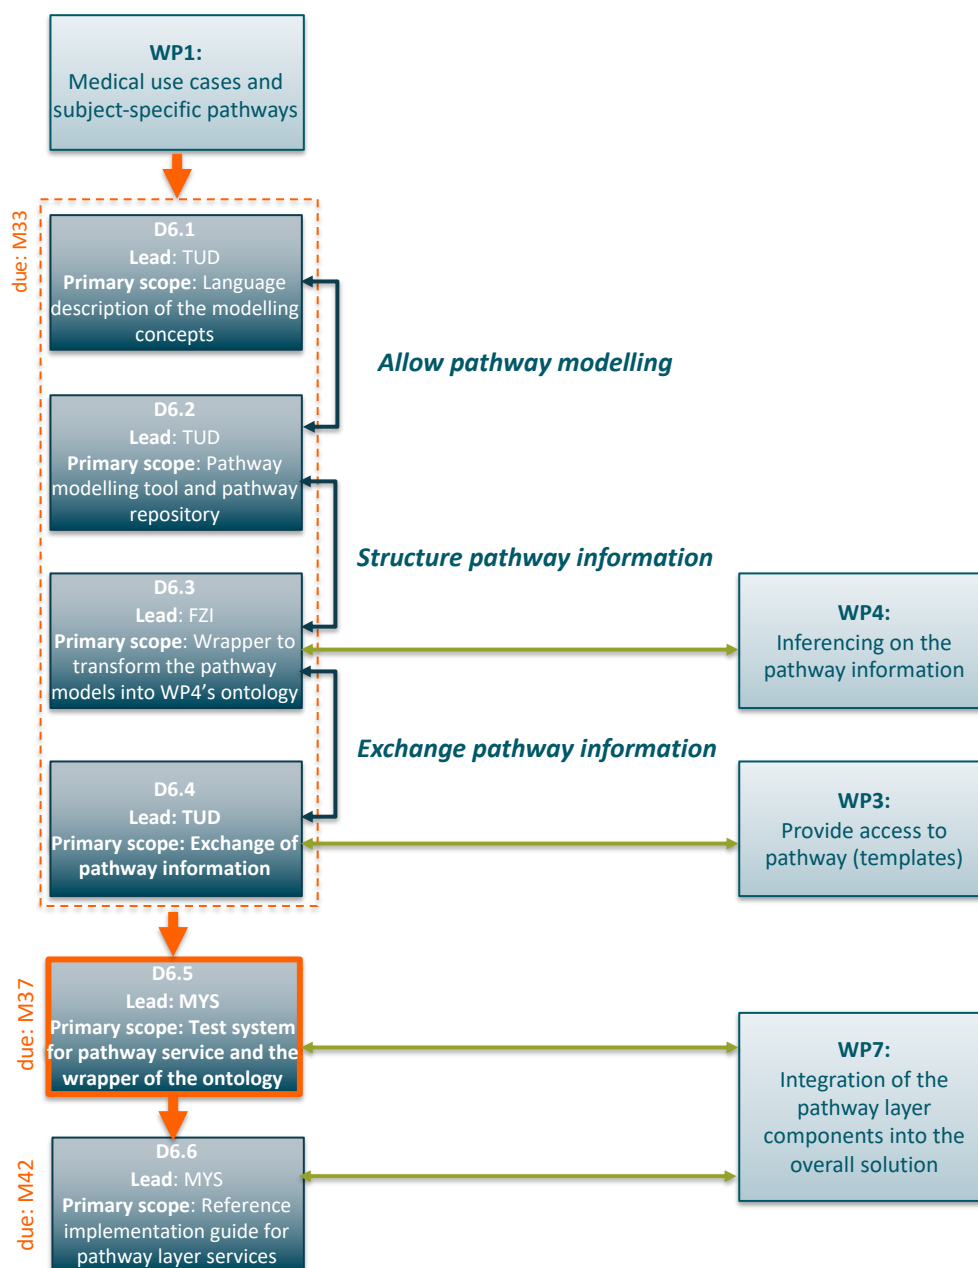 WP1:
Medical use cases and
subject-specific pathways
due: M33
D6.1
Lead: TUD
Primary scope: Language
description of the modelling
concepts
Allow pathway modelling
D6.2
Lead: TUD
Primary scope: Pathway
modelling tool and pathway
repository
Structure pathway information
D6.3
Lead: FZI
Primary scope: Wrapper to
transform the pathway
models into WP4's ontology
WP4:
Inferencing on the
pathway information
Exchange pathway information
D6.4
Lead: TUD
Primary scope: Exchange of
pathway information
WP3:
Provide access to
pathway (templates)
due: M37
D6.5
Lead: MYS
Primary scope: Test system
for pathway service and the
wrapper of the ontology
WP7:
Integration of the
pathway layer
components into the
overall solution
due: M42
D6.6
Lead: MYS
Primary scope: Reference
implementation guide for
pathway layer services